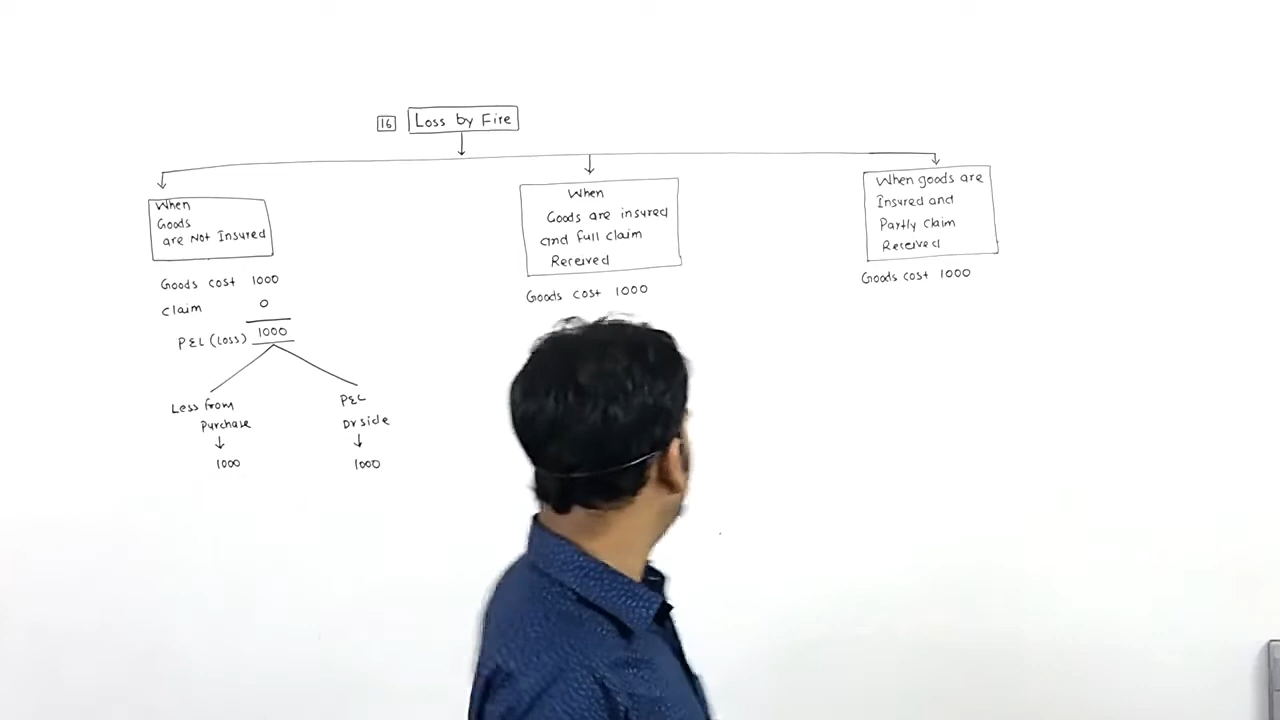 16 Loss by Fire
When
Goods
are Not Insured
Goods cost 1000
claim 0
P&L (Loss) 1000
Less from
Purchase
1000
P&L
Dr side
1000
When
Goods are insured
and full claim
Received
Goods cost 1000
When goods are
Insured and
Partly claim
Received
Goods cost 1000